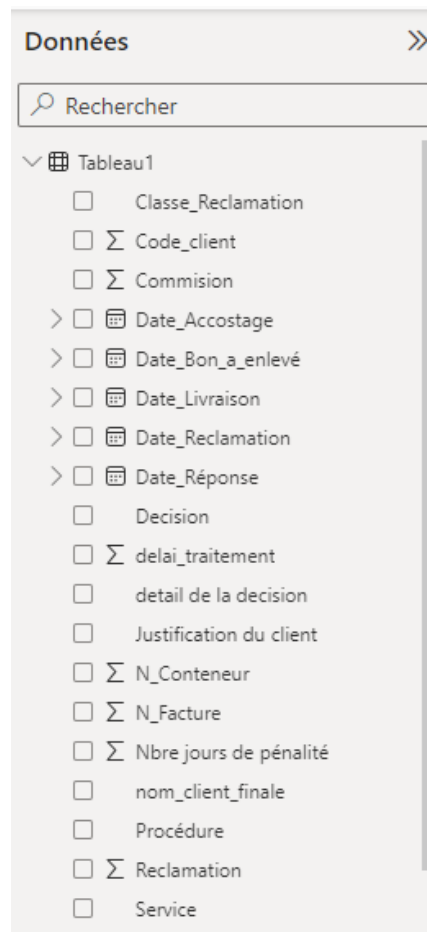 Données
Rechercher
Tableau1
Classe_Reclamation
Code_client
Commision
Date_Accostage
Date_Bon_a_enlevé
Date_Livraison
Date_Reclamation
Date_Réponse
Decision
delai_traitement
detail de la decision
Justification du client
N_Conteneur
N_Facture
Nbre jours de pénalité
nom_client_finale
Procédure
Reclamation
Service